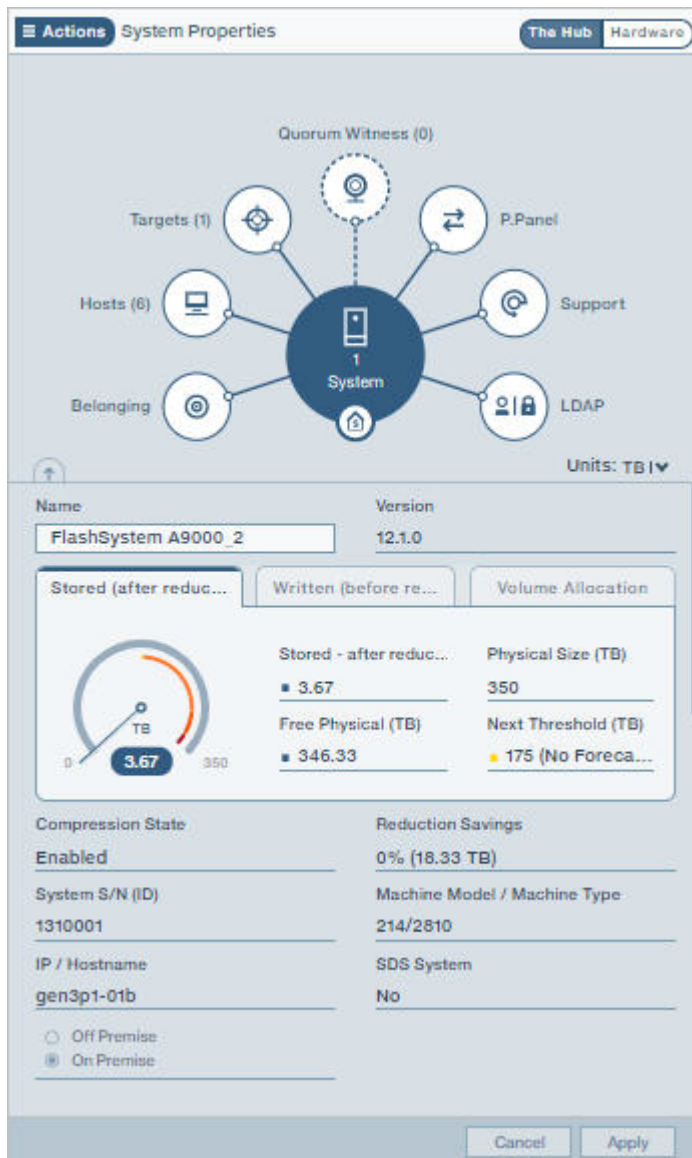 Actions System Properties The Hub Hardware
Quorum Witness (0)
Targets (1) P.Panel
Hosts (6) Support
1
System
Belonging LDAP
Units: TB
Name Version
FlashSystem A9000_2 12.1.0
Stored (after reduc... Written (before re... Volume Allocation
Stored - after reduc... Physical Size (TB)
3.67 350
TB
Free Physical (TB) Next Threshold (TB)
0 3.67 350
346.33 175 (No Foreca...
Compression State Reduction Savings
Enabled 0% (18.33 TB)
System S/N (ID) Machine Model / Machine Type
1310001 214/2810
IP / Hostname SDS System
gen3p1-01b No
Off Premise
On Premise
Cancel Apply